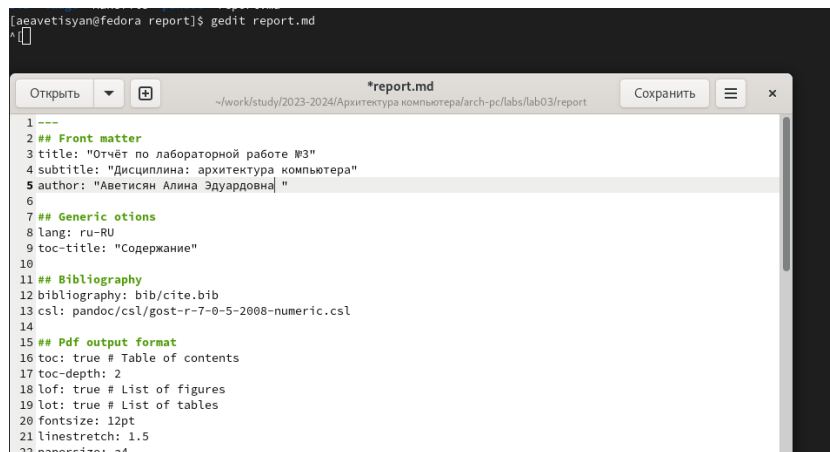 [aeavetisyan@fedora report]$ gedit report.md
^[
Открыть
*report.md
~/work/study/2023-2024/Архитектура компьютера/arch-pc/labs/lab03/report
Сохранить
1 ---
2 ## Front matter
3 title: "Отчёт по лабораторной работе №3"
4 subtitle: "Дисциплина: архитектура компьютера"
5 author: "Аветисян Алина Эдуардовна "
6
7 ## Generic otions
8 lang: ru-RU
9 toc-title: "Содержание"
10
11 ## Bibliography
12 bibliography: bib/cite.bib
13 csl: pandoc/csl/gost-r-7-0-5-2008-numeric.csl
14
15 ## Pdf output format
16 toc: true # Table of contents
17 toc-depth: 2
18 lof: true # List of figures
19 lot: true # List of tables
20 fontsize: 12pt
21 linestretch: 1.5
22 papersize: a4